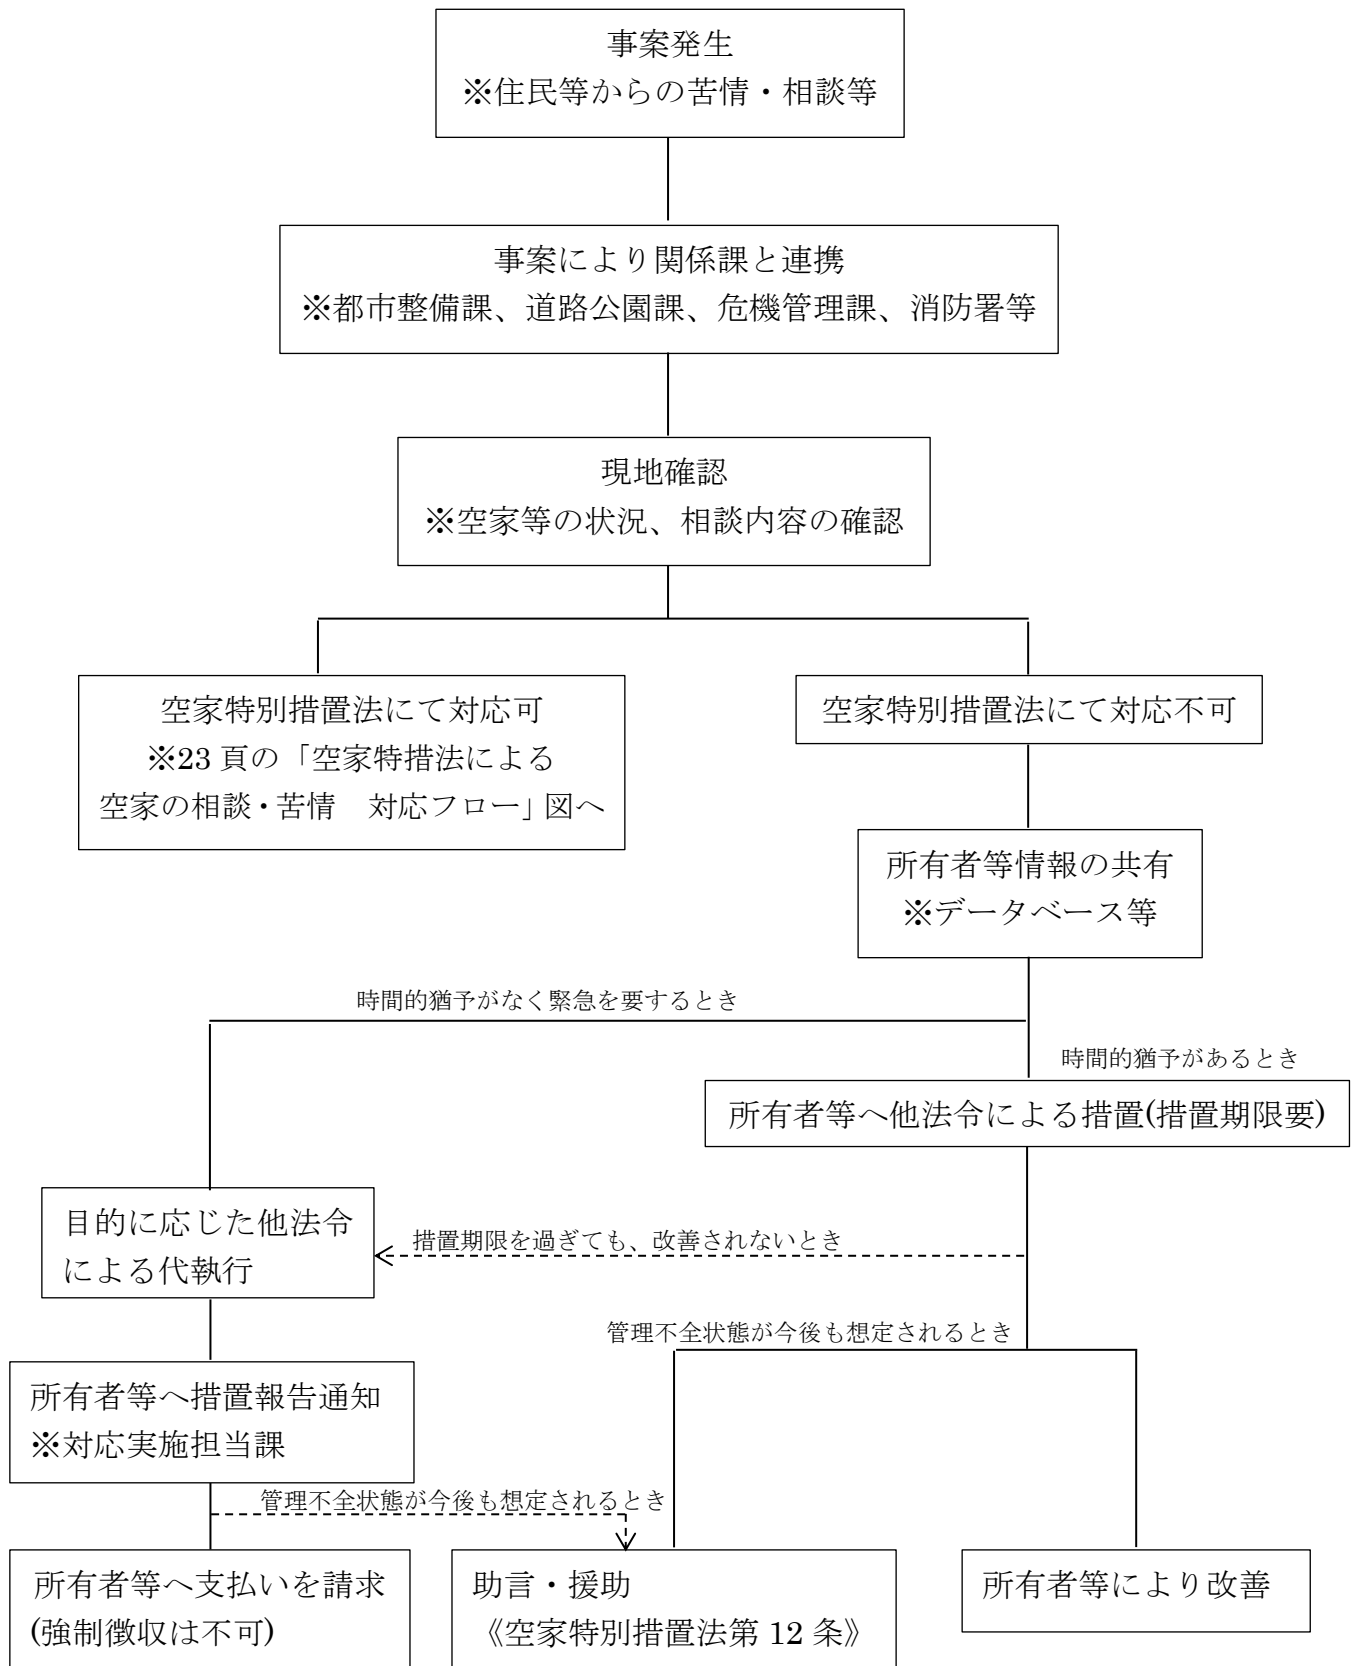 事案発生
※住民等からの苦情・相談等
事案により関係課と連携
※都市整備課、道路公園課、危機管理課、消防署等
現地確認
※空家等の状況、相談内容の確認
空家特別措置法にて対応可
※23 頁の「空家特措法による
空家の相談・苦情　対応フロー」図へ
空家特別措置法にて対応不可
所有者等情報の共有
※データベース等
時間的猶予がなく緊急を要するとき
時間的猶予があるとき
所有者等へ他法令による措置(措置期限要)
目的に応じた他法令
による代執行
措置期限を過ぎても、改善されないとき
管理不全状態が今後も想定されるとき
所有者等へ措置報告通知
※対応実施担当課
管理不全状態が今後も想定されるとき
所有者等へ支払いを請求
(強制徴収は不可)
助言・援助
《空家特別措置法第 12 条》
所有者等により改善